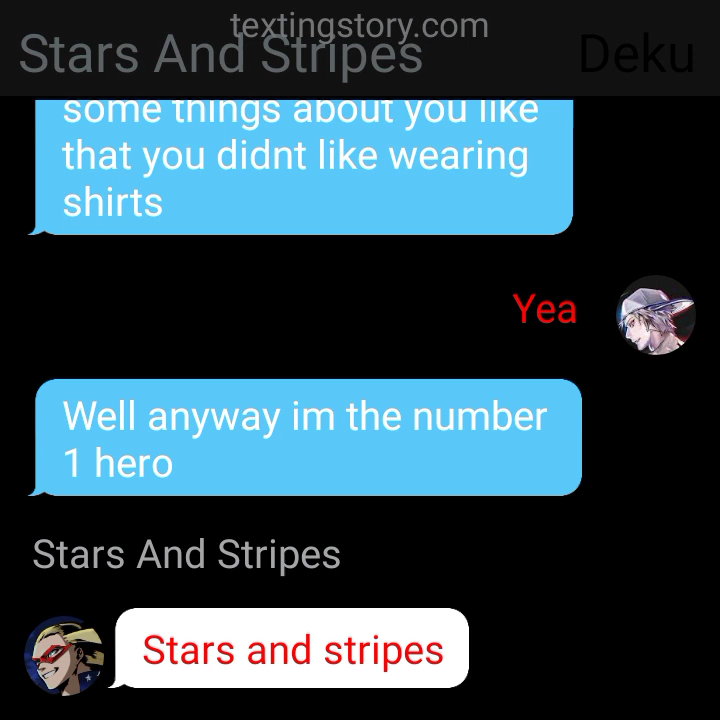 textingstory.com
Stars And Stripes Deku
some things about you like
that you didnt like wearing
shirts
Yea
Well anyway im the number
1 hero
Stars And Stripes
Stars and stripes